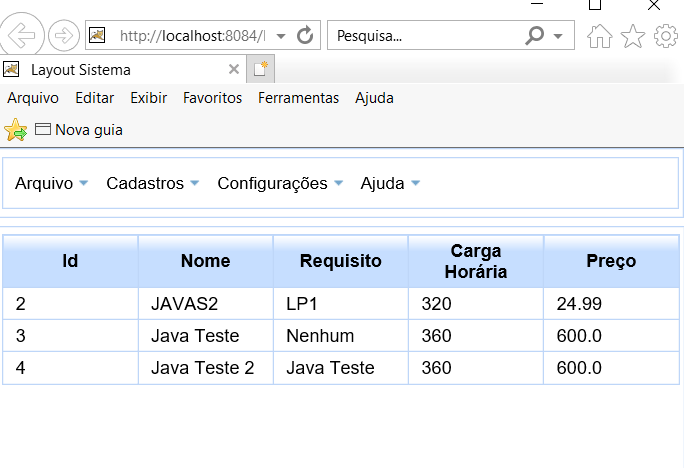 http://localhost:8084/
Pesquisa...
Layout Sistema
Arquivo Editar Exibir Favoritos Ferramentas Ajuda
Nova guia
Arquivo Cadastros Configurações Ajuda
Id Nome Requisito Carga Horária Preço
2 JAVAS2 LP1 320 24.99
3 Java Teste Nenhum 360 600.0
4 Java Teste 2 Java Teste 360 600.0